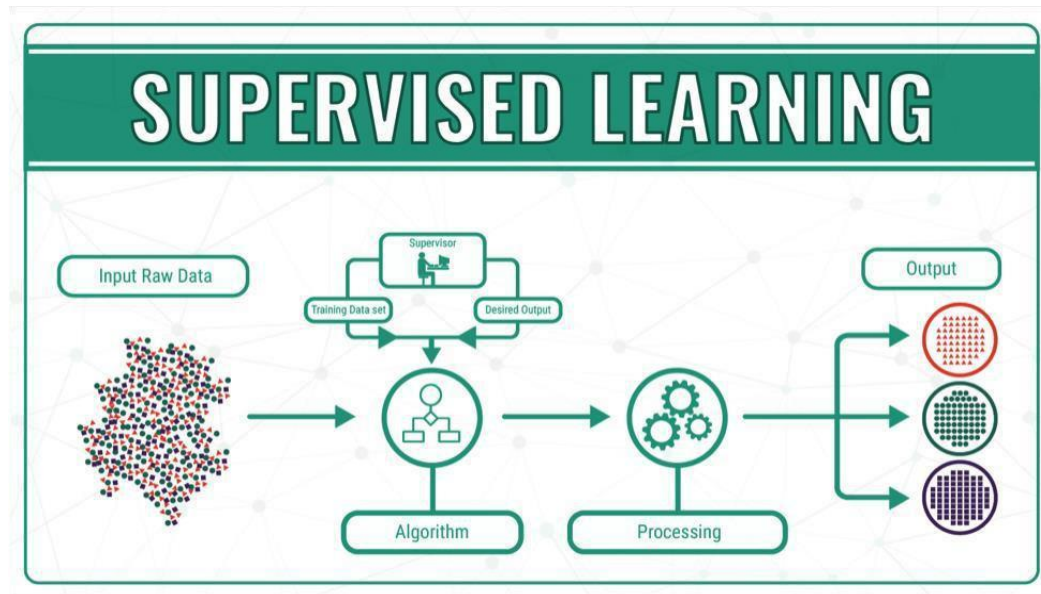 SUPERVISED LEARNING
Input Raw Data
Supervisor
Training Data set
Desired Output
Algorithm
Processing
Output